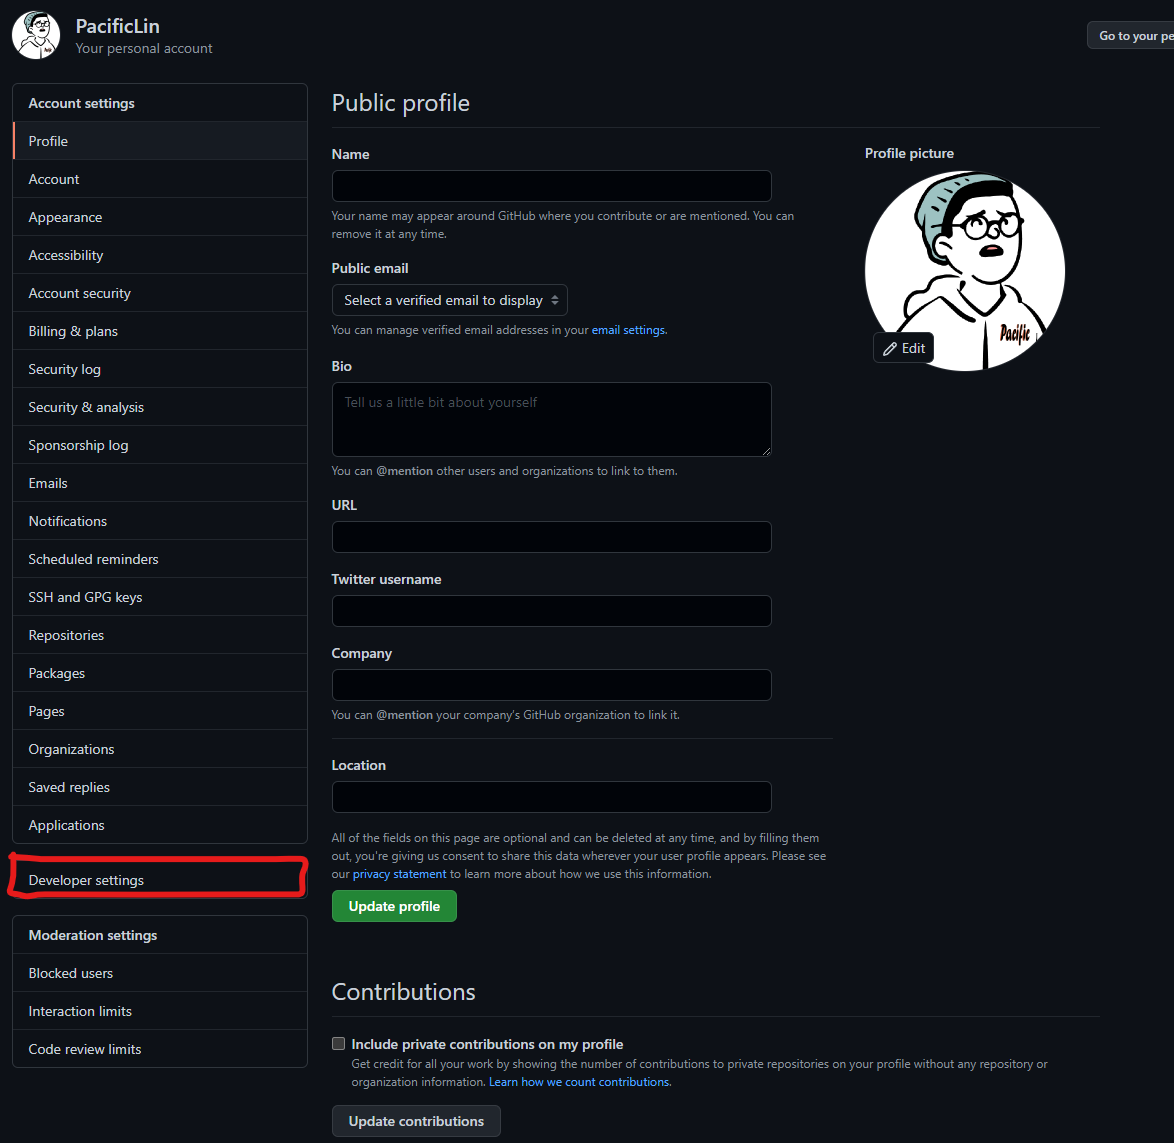 PacificLin
Your personal account
Go to your pe
Account settings
Profile
Account
Appearance
Accessibility
Account security
Billing & plans
Security log
Security & analysis
Sponsorship log
Emails
Notifications
Scheduled reminders
SSH and GPG keys
Repositories
Packages
Pages
Organizations
Saved replies
Applications
Developer settings
Moderation settings
Blocked users
Interaction limits
Code review limits
Public profile
Name
Your name may appear around GitHub where you contribute or are mentioned. You can
remove it at any time.
Public email
Select a verified email to display
You can manage verified email addresses in your email settings.
Bio
Tell us a little bit about yourself
You can @mention other users and organizations to link to them.
URL
Twitter username
Company
You can @mention your company's GitHub organization to link it.
Location
All of the fields on this page are optional and can be deleted at any time, and by filling them
out, you're giving us consent to share this data wherever your user profile appears. Please see
our privacy statement to learn more about how we use this information.
Update profile
Profile picture
Pacific
Edit
Contributions
Include private contributions on my profile
Get credit for all your work by showing the number of contributions to private repositories on your profile without any repository or
organization information. Learn how we count contributions.
Update contributions